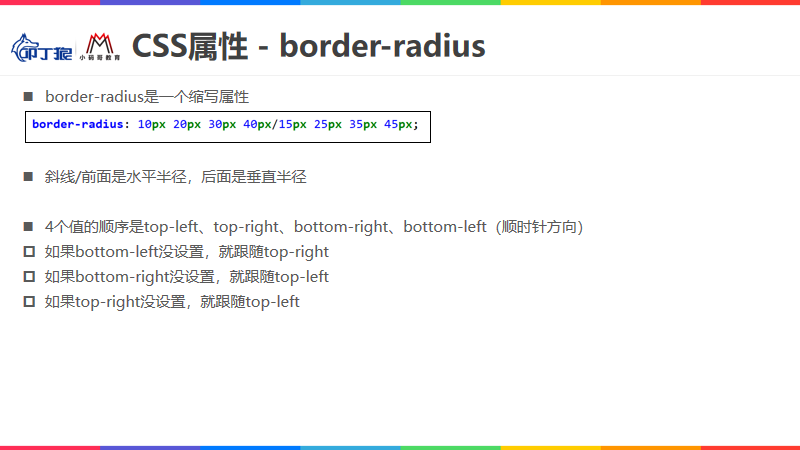 叩丁狼
小码哥教育
CSS属性 - border-radius
border-radius是一个缩写属性
border-radius: 10px 20px 30px 40px/15px 25px 35px 45px;
斜线/前面是水平半径，后面是垂直半径
4个值的顺序是top-left、top-right、bottom-right、bottom-left（顺时针方向）
如果bottom-left没设置，就跟随top-right
如果bottom-right没设置，就跟随top-left
如果top-right没设置，就跟随top-left